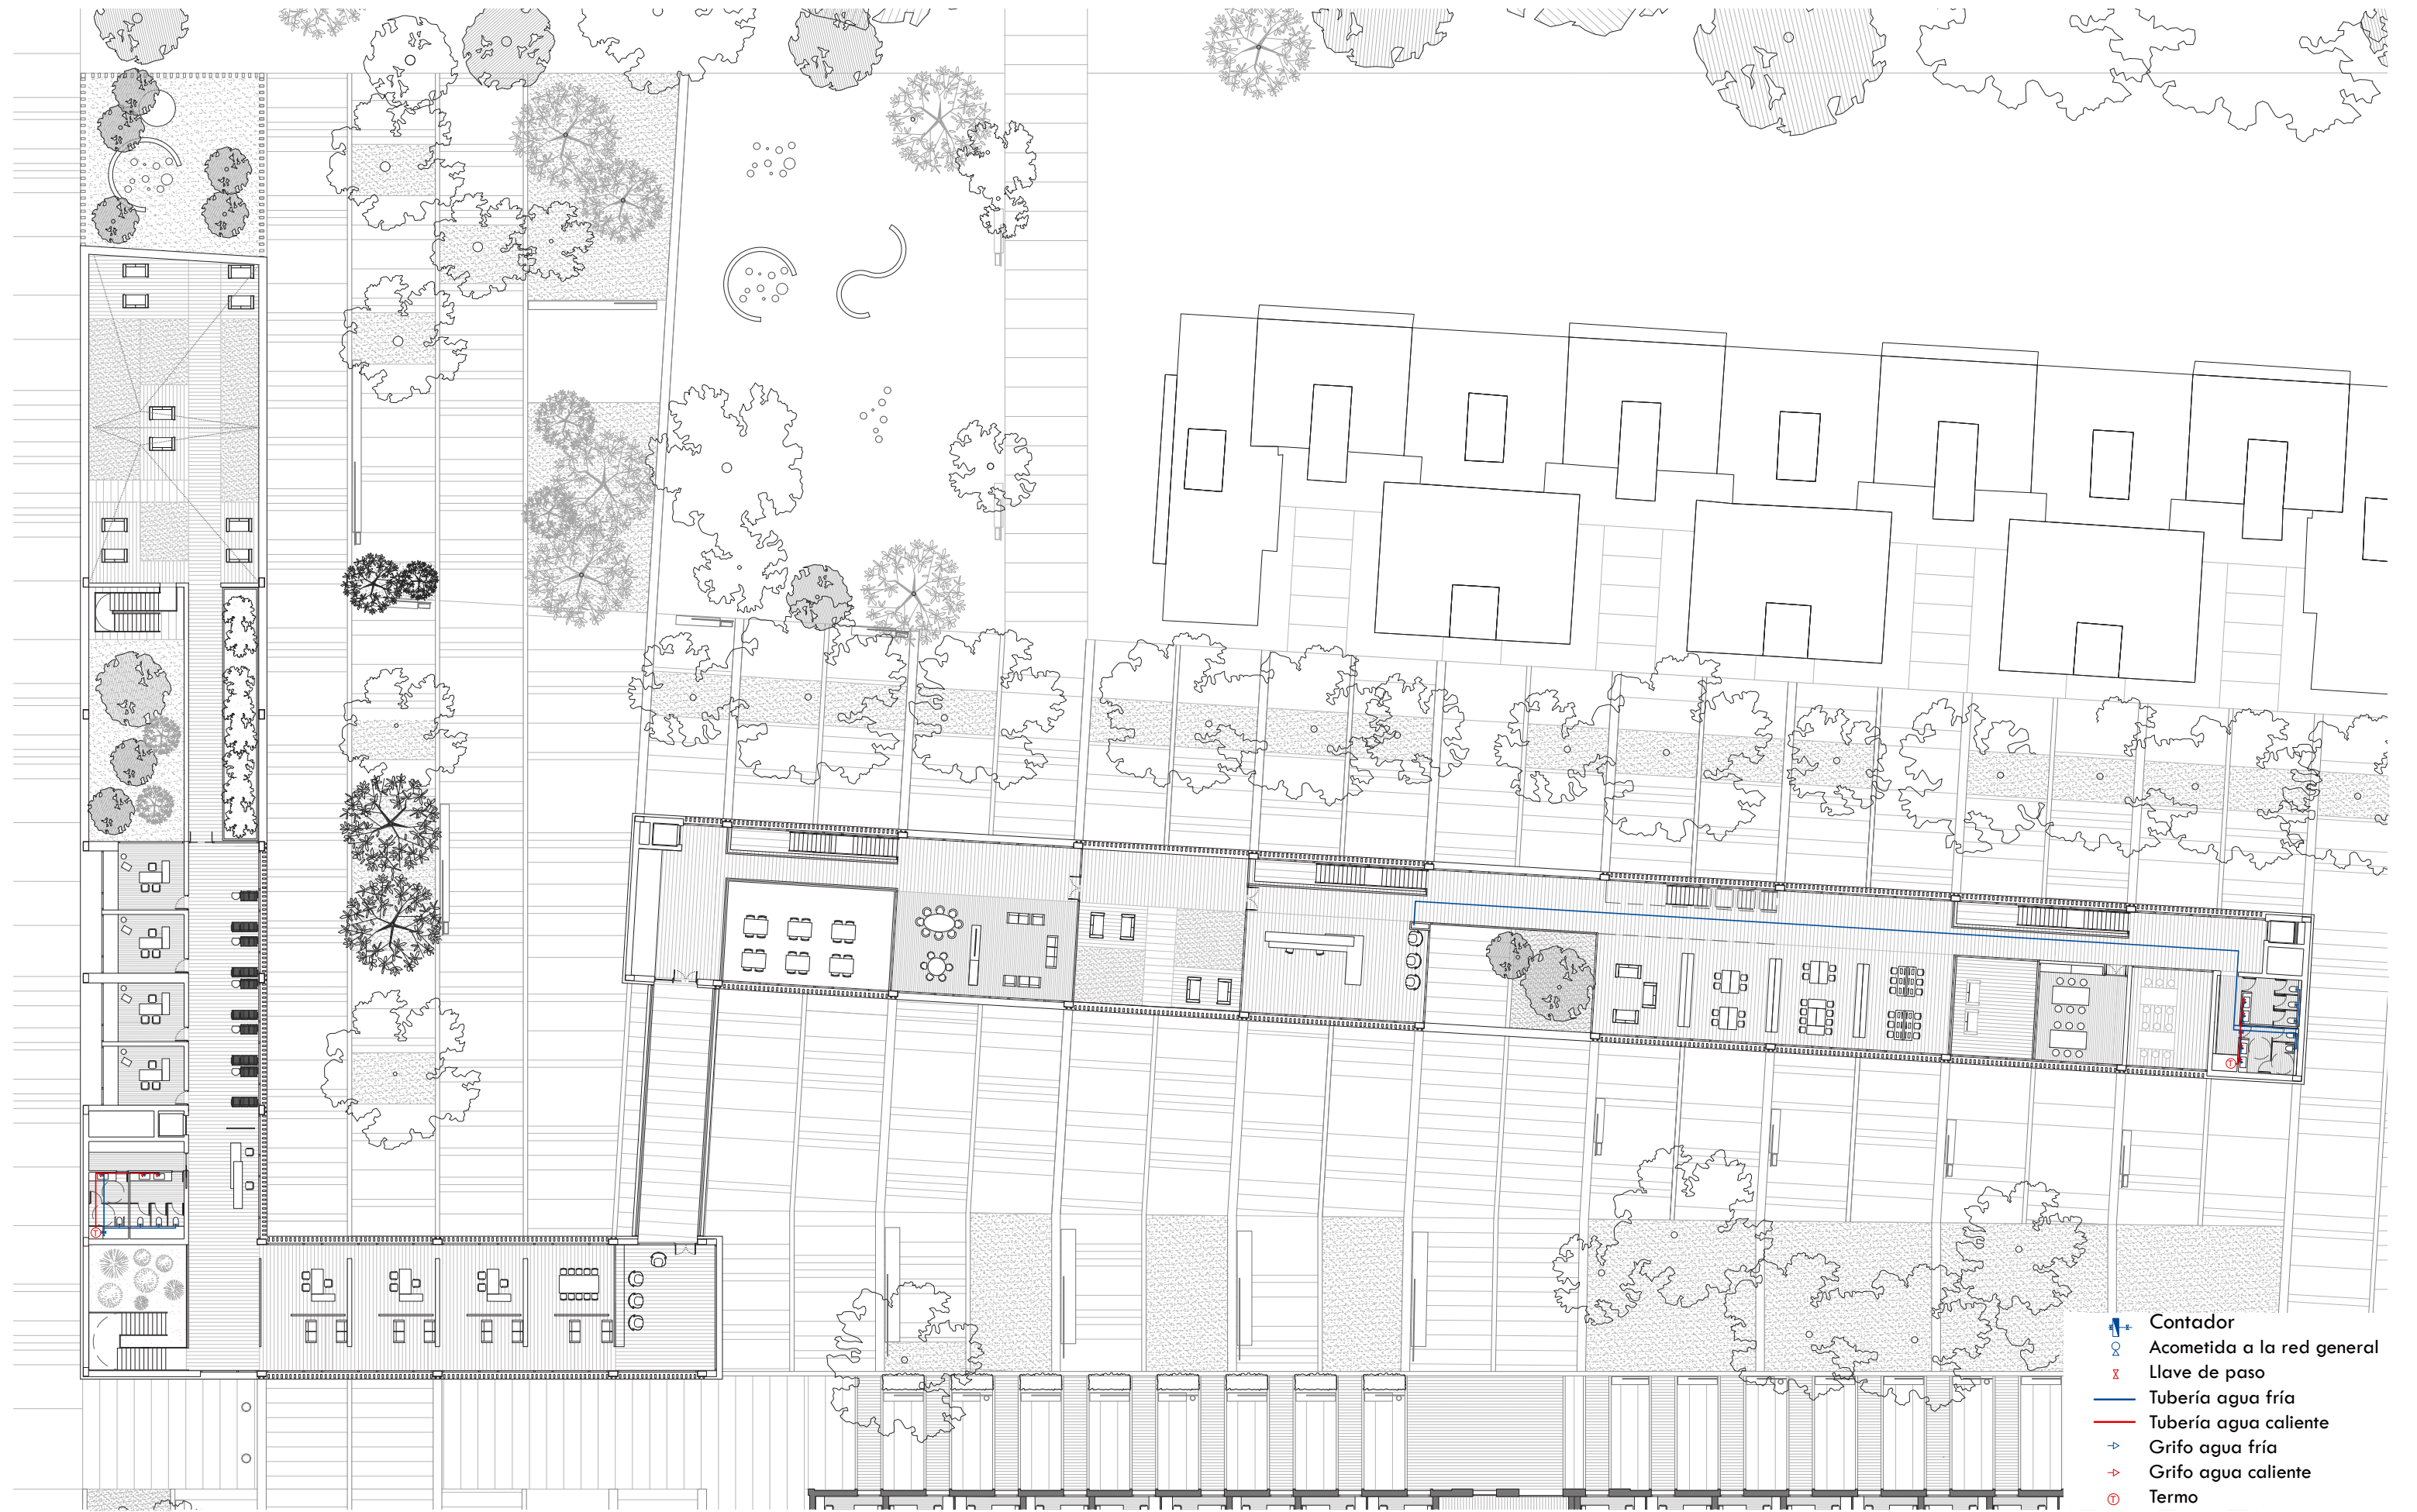 Contador
Acometida a la red general
Llave de paso
Tubería agua fría
Tubería agua caliente
Grifo agua fría
Grifo agua caliente
T Termo
T
T